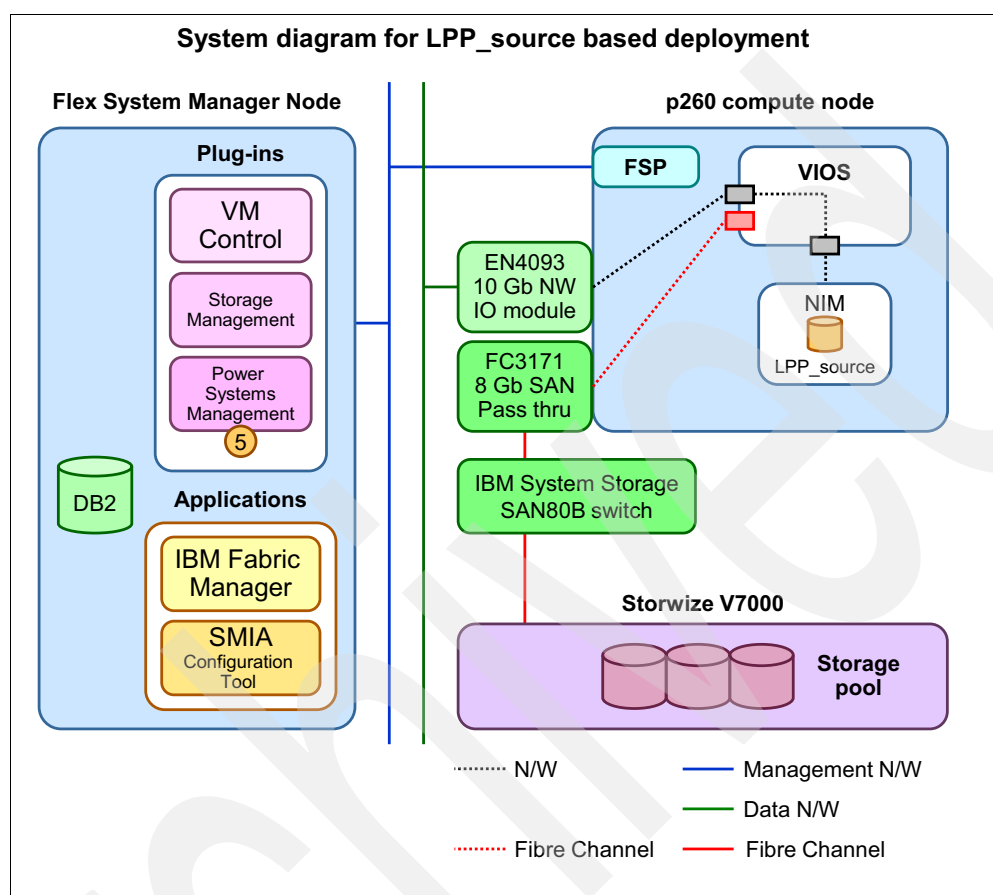 System diagram for LPP_source based deployment
Flex System Manager Node
Plug-ins
VM
Control
Storage
Management
Power
Systems
Management
5
DB2
Applications
IBM Fabric
Manager
SMIA
Configuration
Tool
p260 compute node
FSP
VIOS
EN4093
10 Gb NW
IO module
NIM
LPP_source
FC3171
8 Gb SAN
Pass thru
IBM System Storage
SAN80B switch
Storwize V7000
Storage
pool
N/W
Management N/W
Data N/W
Fibre Channel
Fibre Channel